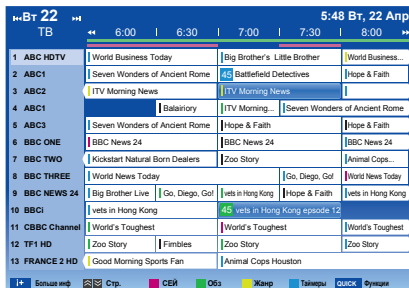 Вт 22 5:48 Вт, 22 Апр
ТВ 6:00 6:30 7:00 7:30 8:00
1 ABC HDTV World Business Today Big Brother's Little Brother World Business...
2 ABC1 Seven Wonders of Ancient Rome 45 Battlefield Detectives Hope & Faith
3 ABC2 ITV Morning News ITV Morning News
4 ABC1 Balairiory ITV Morning... Seven Wonders of Ancient Rome
5 ABC3 Seven Wonders of Ancient Rome Hope & Faith Hope & Faith
6 BBC ONE BBC News 24 BBC News 24 BBC News 24
7 BBC TWO Kickstart Natural Born Dealers Zoo Story Animal Cops...
8 BBC THREE World News Today Go, Diego, Go! World News Today
9 BBC NEWS 24 Big Brother Live Go, Diego, Go! vets in Hong Kong Hope & Faith vets in Hong Kong
10 BBCi vets in Hong Kong 45 vets in Hong Kong epsode 12
11 CBBC Channel World's Toughest World's Toughest World's Toughest
12 TF1 HD Zoo Story Fimbles Zoo Story Zoo Story
13 FRANCE 2 HD Good Morning Sports Fan Animal Cops Houston
i+ Больше инф Стр. СЕЙ Обз Жанр Таймеры QUICK Функции